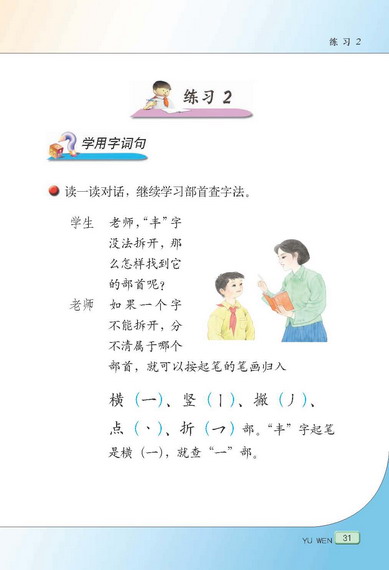 练习 2
练习 2
学用字词句
读一读对话，继续学习部首查字法。
学生 老师，“丰”字
没法拆开，那
么怎样找到它
的部首呢？
老师 如果一个字
不能拆开，分
不清属于哪个
部首，就可以按起笔的笔画归入
横（一）、竖（丨）、撇（丿）、
点（丶）、折（㇇）部。“丰”字起笔
是横（一），就查“一”部。
YU WEN 31